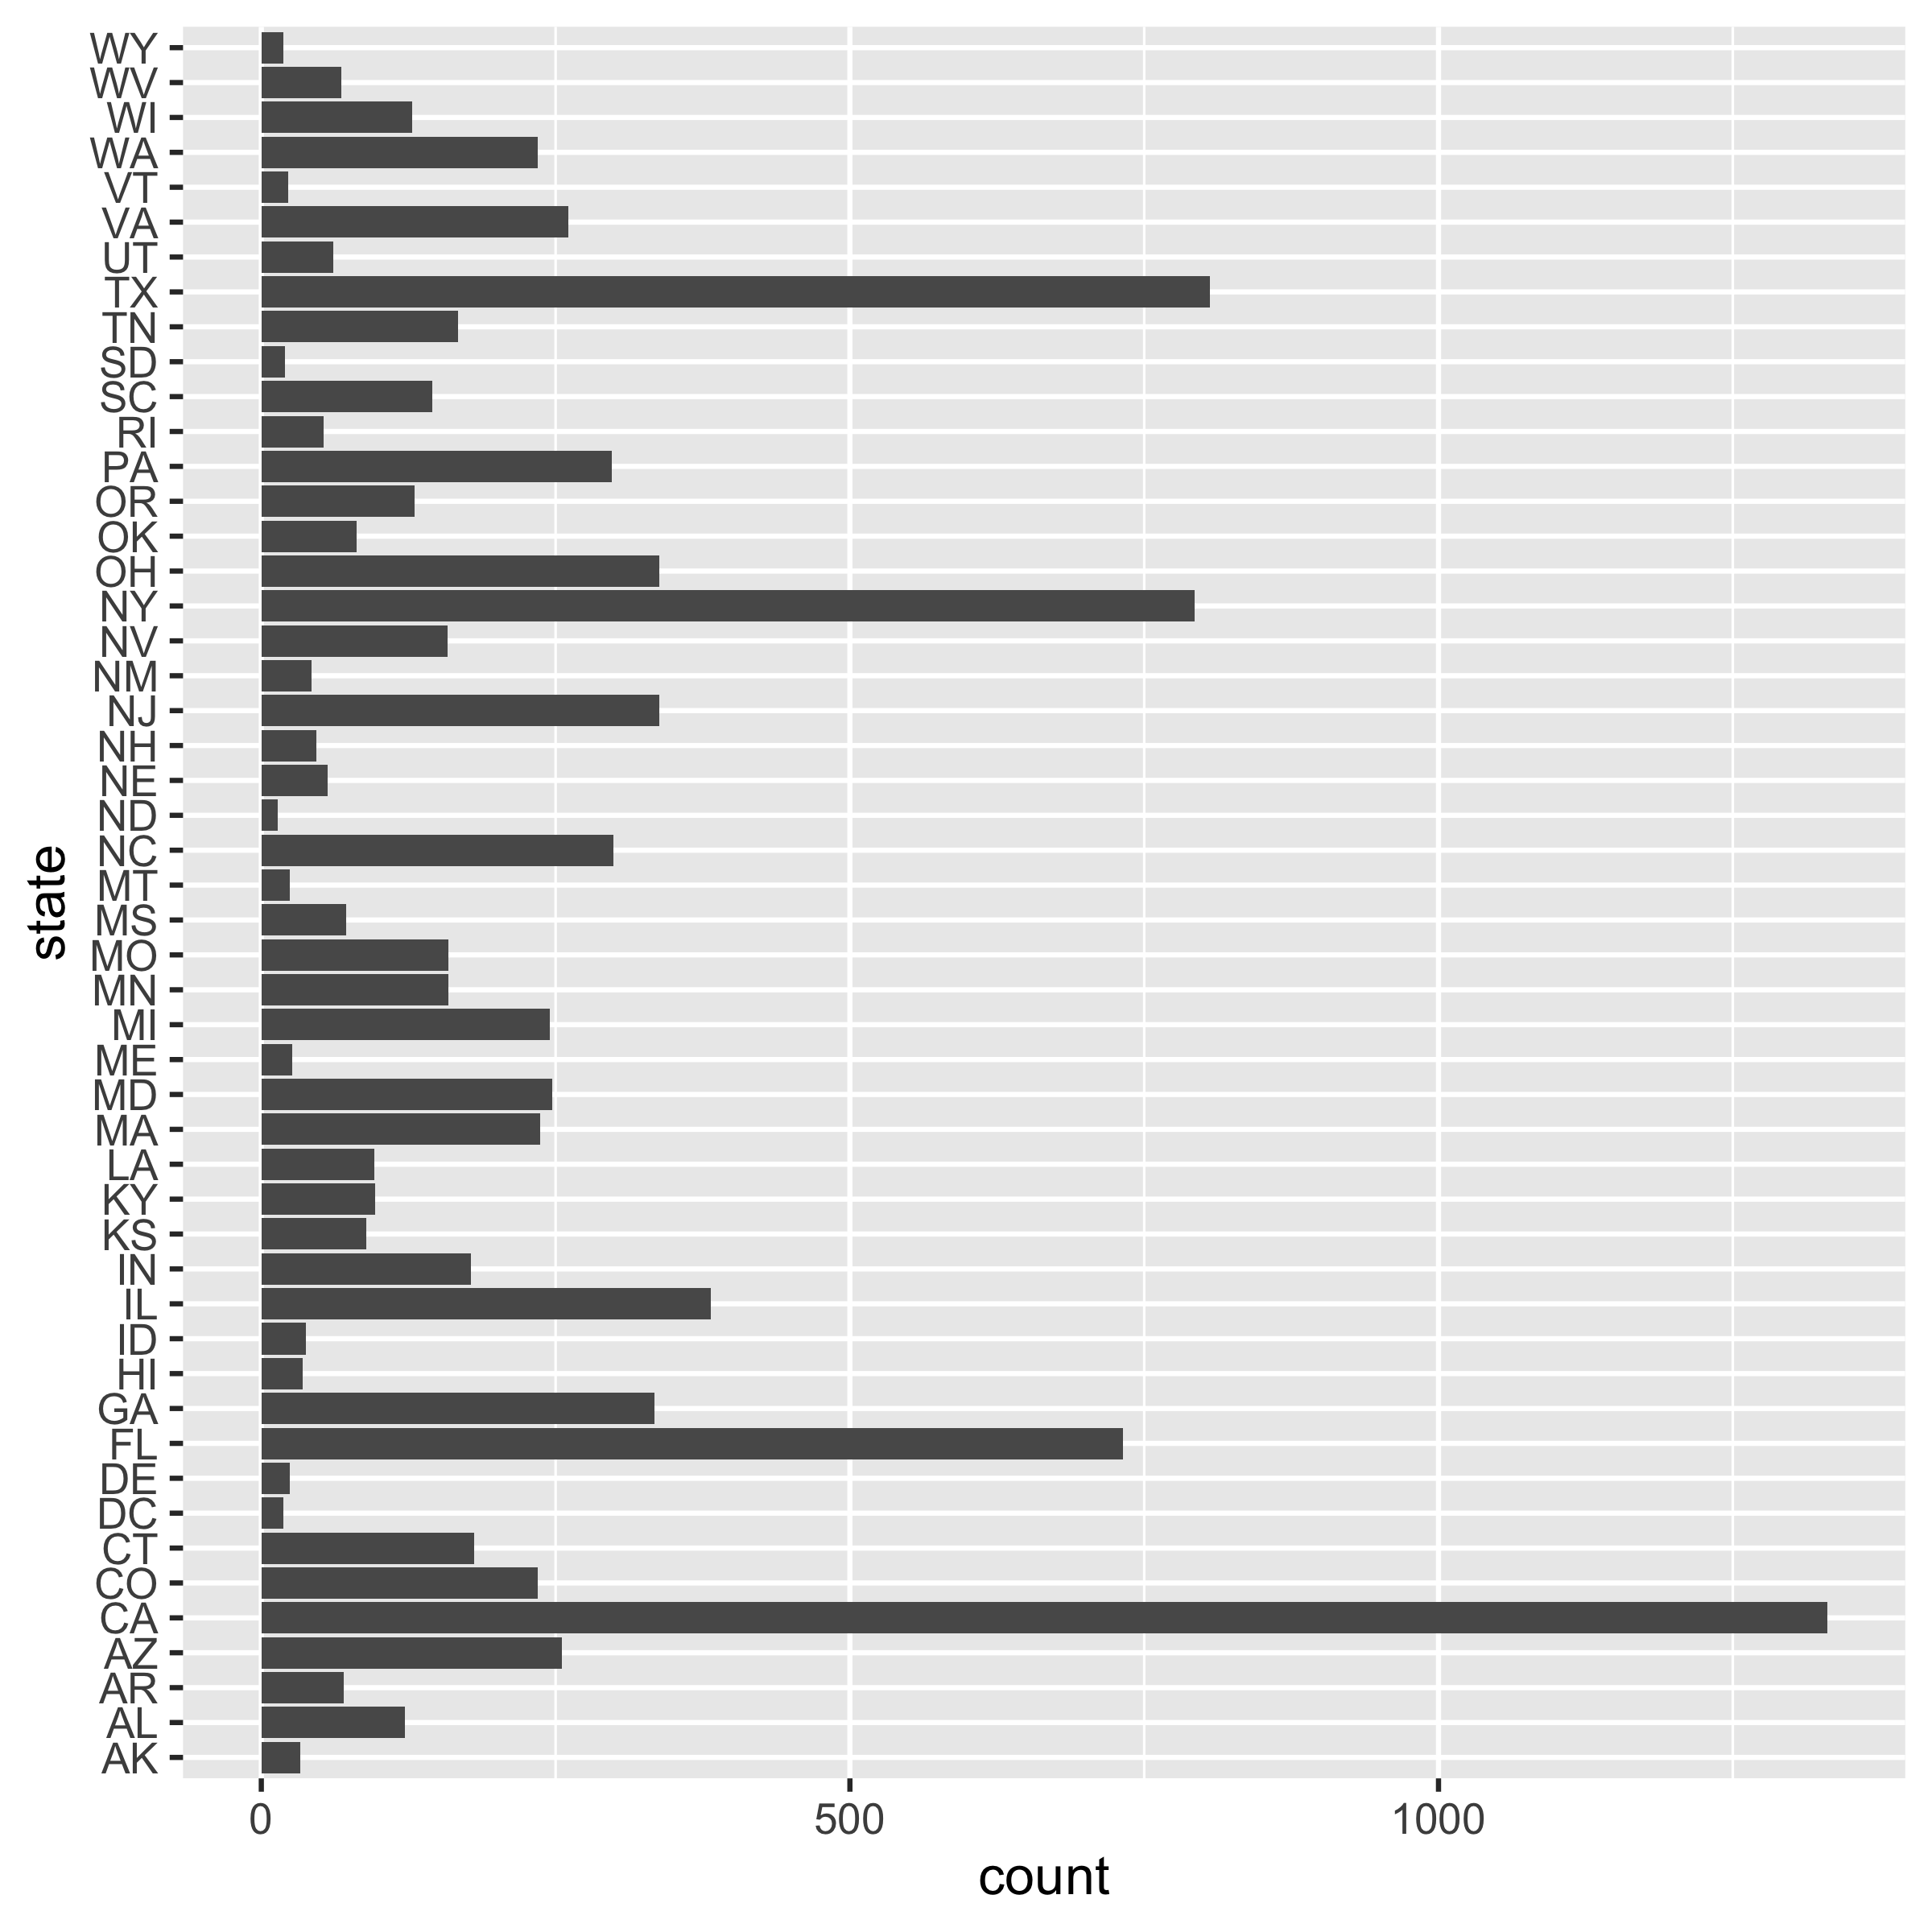 state
WY
WV
WI
WA
VT
VA
UT
TX
TN
SD
SC
RI
PA
OR
OK
OH
NY
NV
NM
NJ
NH
NE
ND
NC
MT
MS
MO
MN
MI
ME
MD
MA
LA
KY
KS
IN
IL
ID
HI
GA
FL
DE
DC
CT
CO
CA
AZ
AR
AL
AK
0 500 1000
count